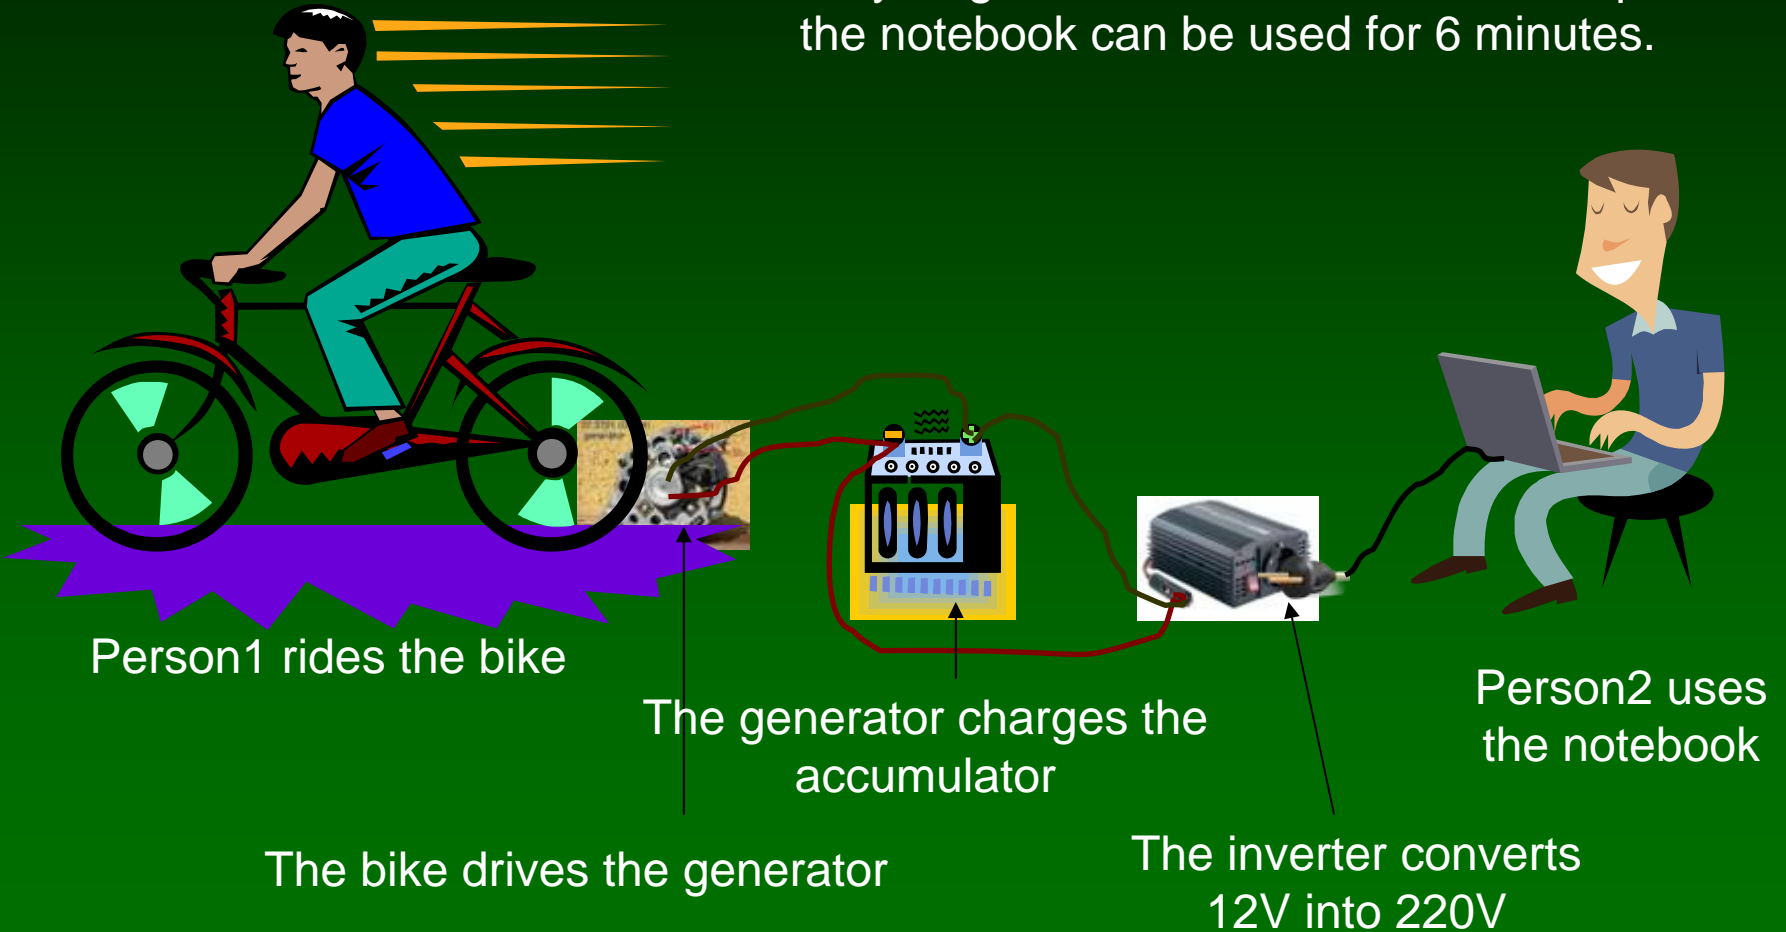 the notebook can be used for 6 minutes.
generator
Person1 rides the bike
The generator charges the
accumulator
Person2 uses
the notebook
The bike drives the generator
The inverter converts
12V into 220V